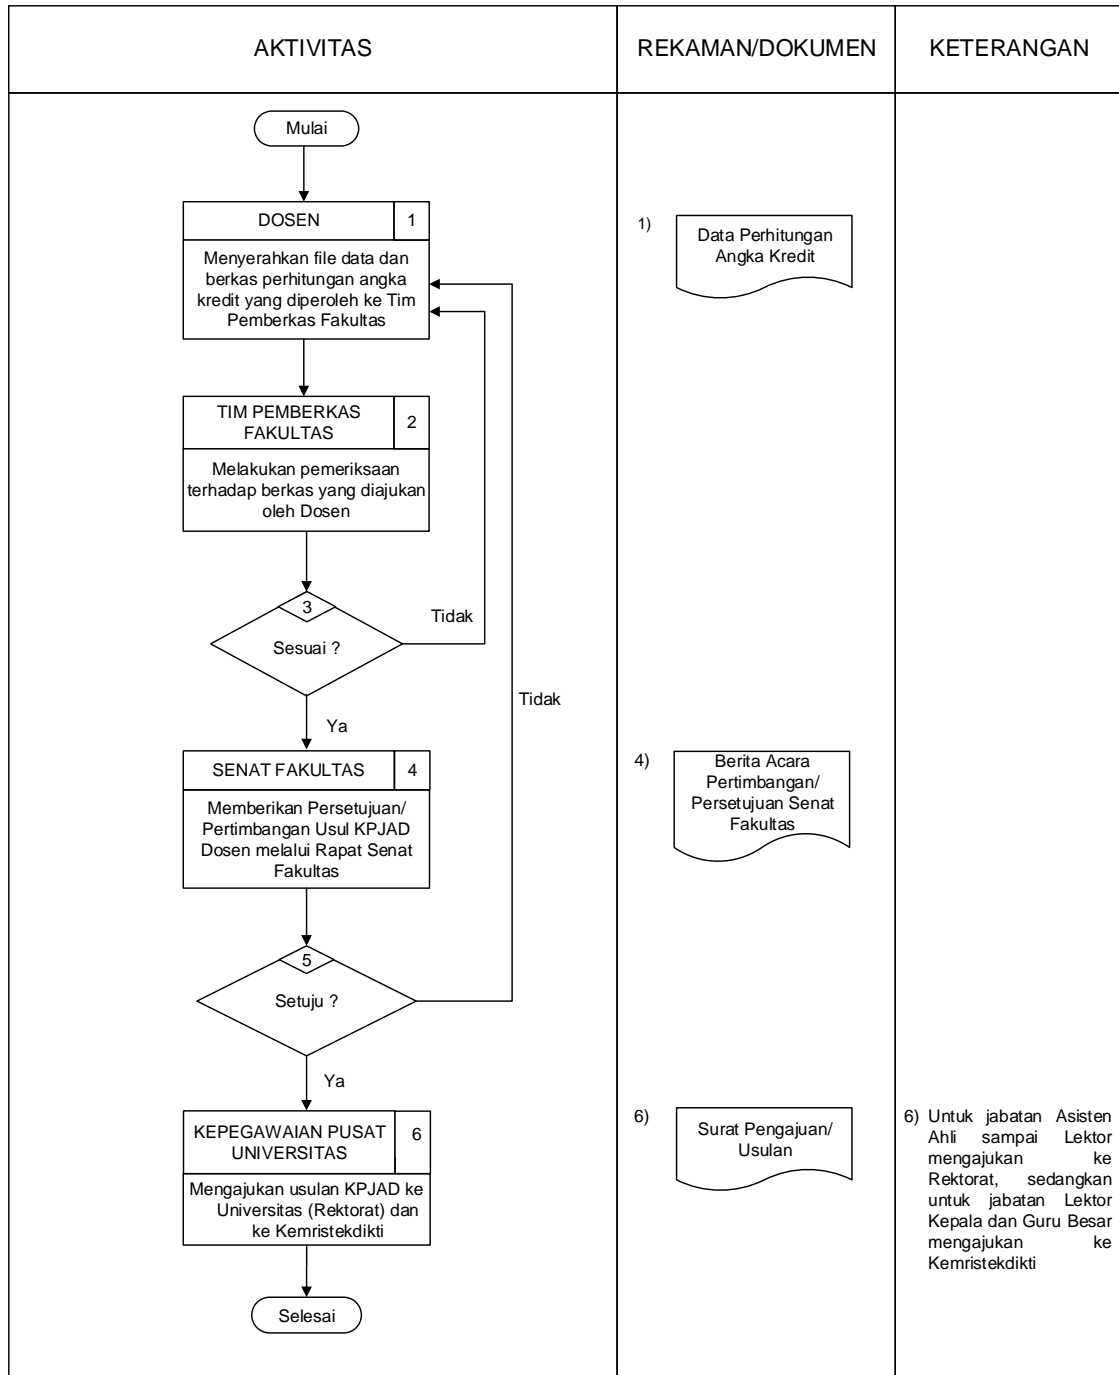 AKTIVITAS
REKAMAN/DOKUMEN
KETERANGAN
Mulai
DOSEN
1
Menyerahkan file data dan
berkas perhitungan angka
kredit yang diperoleh ke Tim
Pemberkas Fakultas
1)
Data Perhitungan
Angka Kredit
TIM PEMBERKAS
FAKULTAS
2
Melakukan pemeriksaan
terhadap berkas yang diajukan
oleh Dosen
3
Sesuai ?
Tidak
Tidak
Ya
SENAT FAKULTAS
4
Memberikan Persetujuan/
Pertimbangan Usul KPJAD
Dosen melalui Rapat Senat
Fakultas
4)
Berita Acara
Pertimbangan/
Persetujuan Senat
Fakultas
5
Setuju ?
Ya
KEPEGAWAIAN PUSAT
UNIVERSITAS
6
Mengajukan usulan KPJAD ke
Universitas (Rektorat) dan
ke Kemristekdikti
6)
Surat Pengajuan/
Usulan
6) Untuk jabatan Asisten
Ahli sampai Lektor
mengajukan ke
Rektorat, sedangkan
untuk jabatan Lektor
Kepala dan Guru Besar
mengajukan ke
Kemristekdikti
Selesai